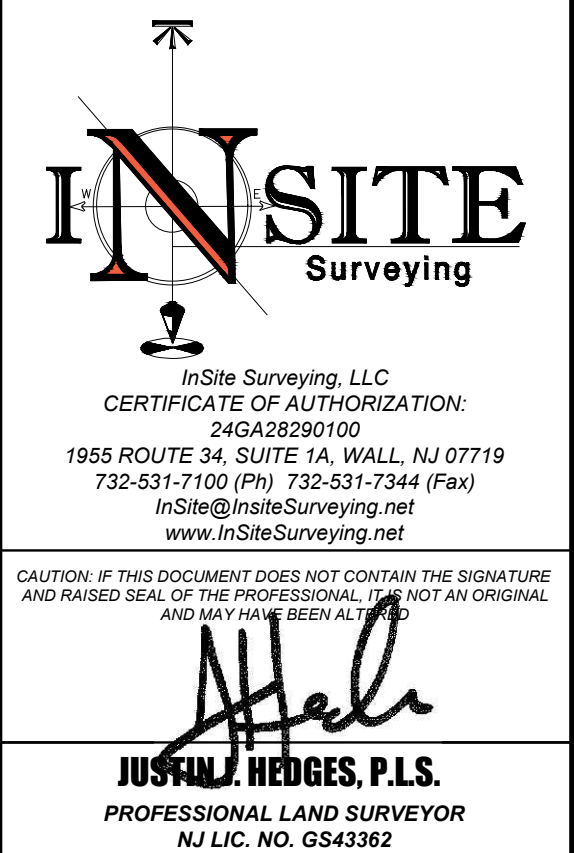 W E
INSITE
Surveying
InSite Surveying, LLC
CERTIFICATE OF AUTHORIZATION:
24GA28290100
1955 ROUTE 34, SUITE 1A, WALL, NJ 07719
732-531-7100 (Ph) 732-531-7344 (Fax)
InSite@InsiteSurveying.net
www.InSiteSurveying.net
CAUTION: IF THIS DOCUMENT DOES NOT CONTAIN THE SIGNATURE
AND RAISED SEAL OF THE PROFESSIONAL, IT IS NOT AN ORIGINAL
AND MAY HAVE BEEN ALTERED
JUSTIN J. HEDGES, P.L.S.
PROFESSIONAL LAND SURVEYOR
NJ LIC. NO. GS43362